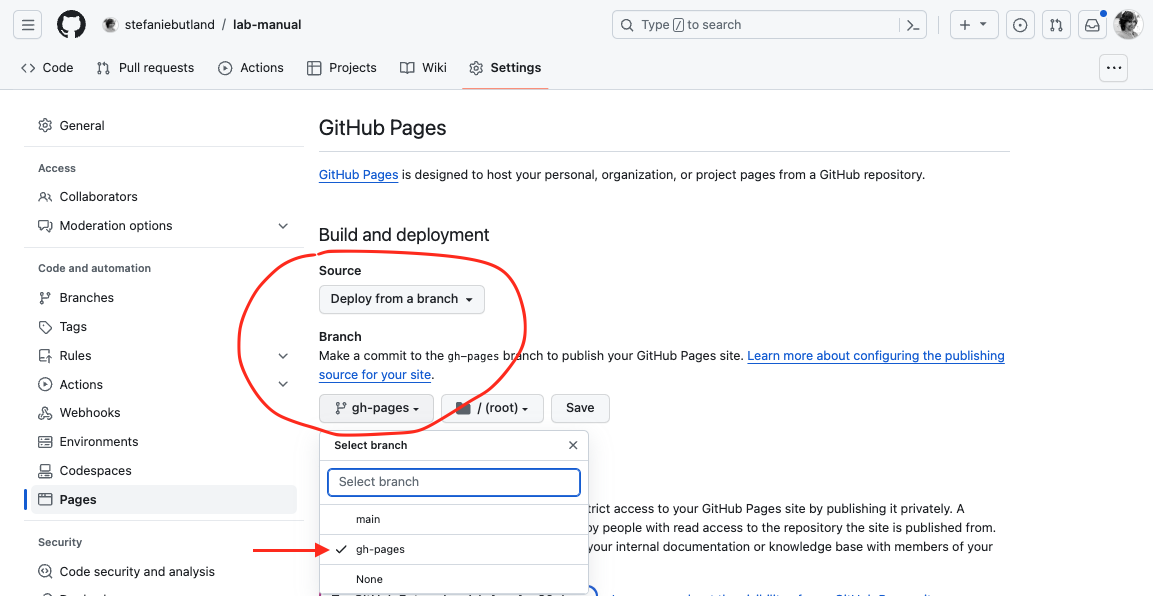 stefaniebutland / lab-manual
Type / to search
Code
Pull requests
Actions
Projects
Wiki
Settings
General
Access
Collaborators
Moderation options
Code and automation
Branches
Tags
Rules
Actions
Webhooks
Environments
Codespaces
Pages
Security
Code security and analysis
GitHub Pages
GitHub Pages is designed to host your personal, organization, or project pages from a GitHub repository.
Build and deployment
Source
Deploy from a branch
Branch
Make a commit to the gh-pages branch to publish your GitHub Pages site. Learn more about configuring the publishing
source for your site.
gh-pages
/ (root)
Save
Select branch
Select branch
main
gh-pages
None
trict access to your GitHub Pages site by publishing it privately. A
by people with read access to the repository the site is published from.
your internal documentation or knowledge base with members of your